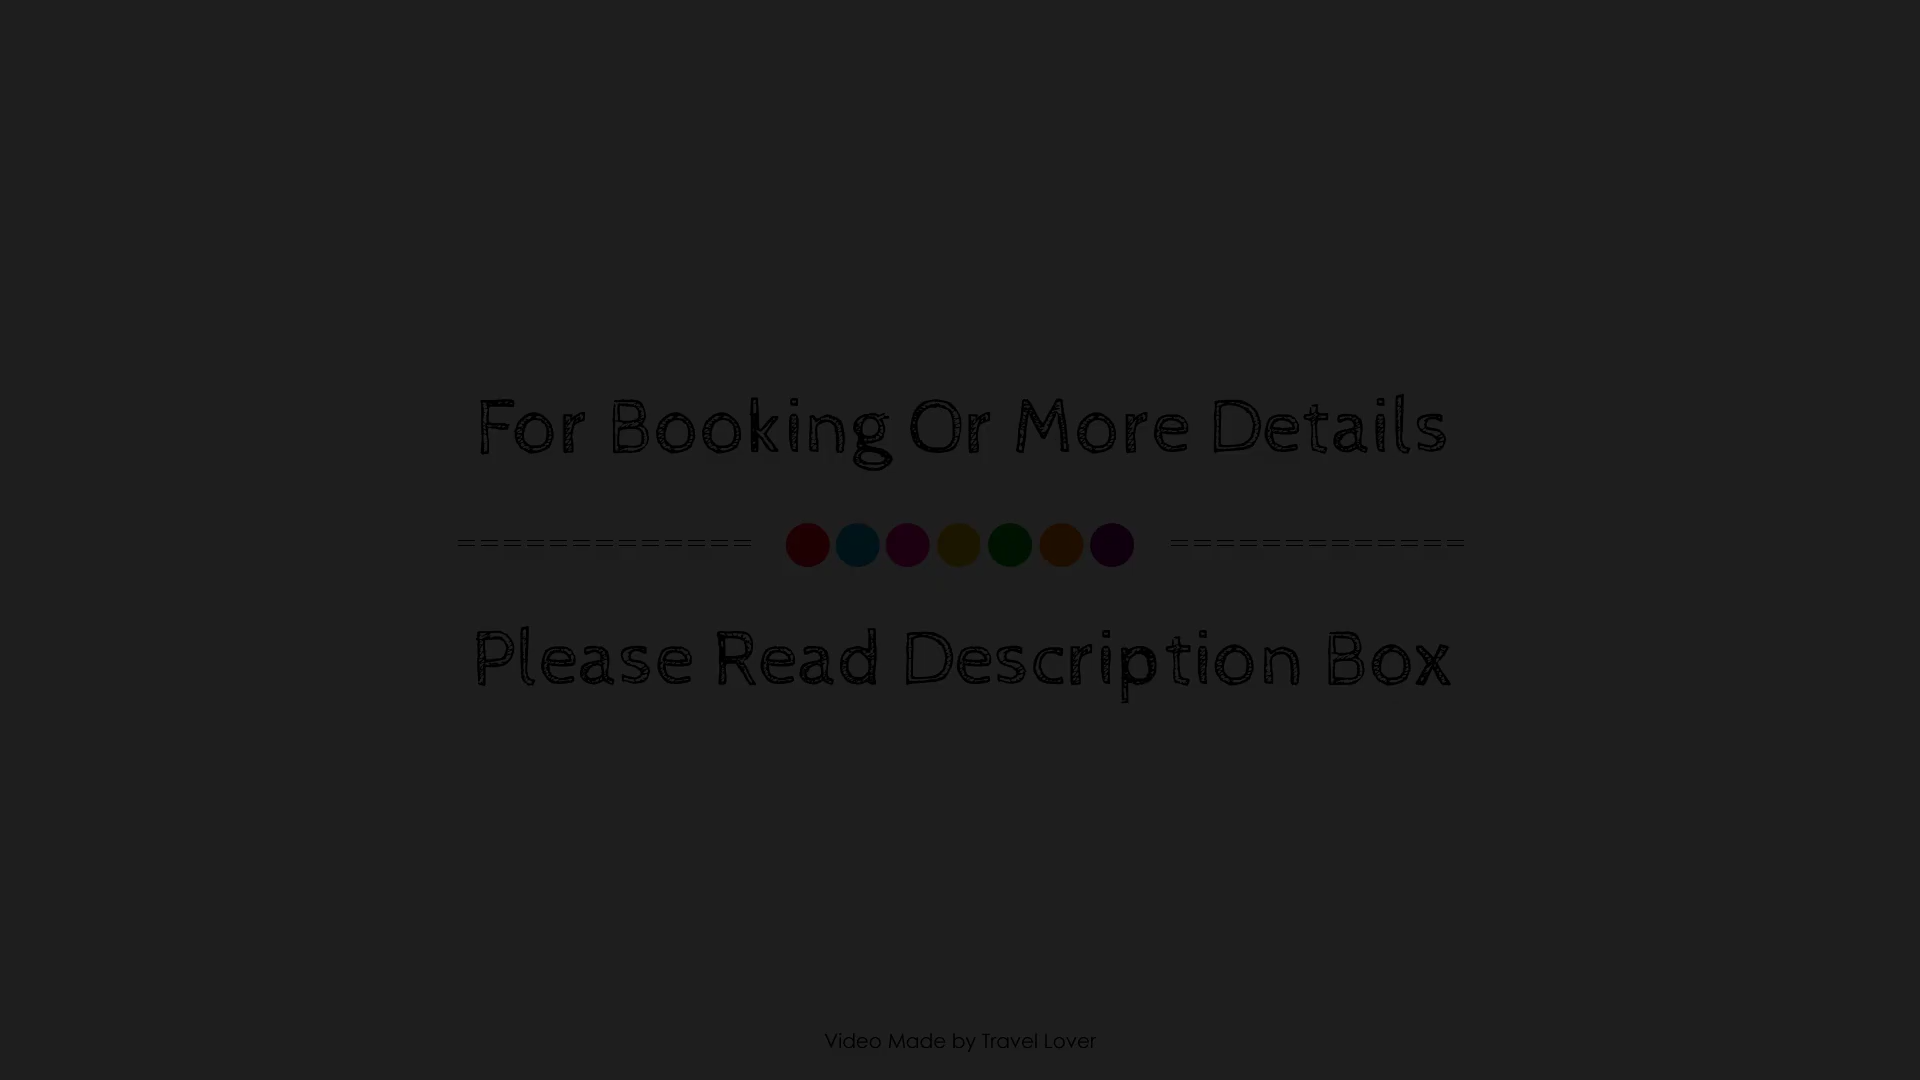 For Booking Or More Details
============= =============
Please Read Description Box
Video Made by Travel Lover